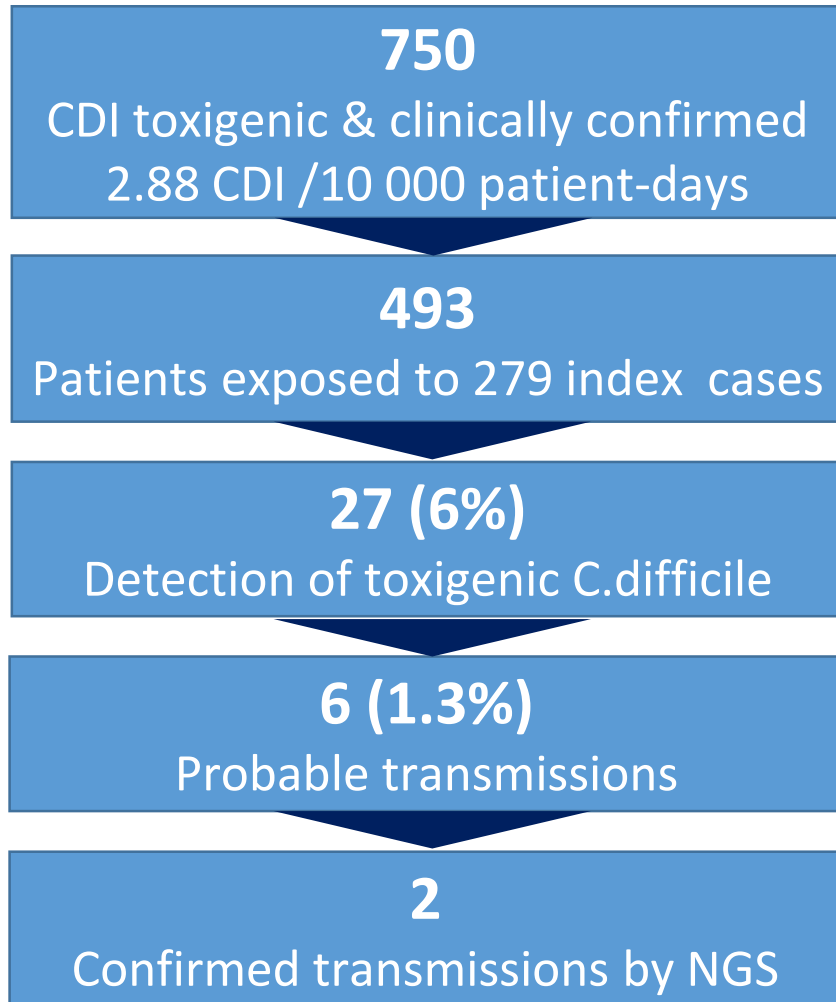 750
CDI toxigenic & clinically confirmed
2.88 CDI /10 000 patient-days
493
Patients exposed to 279 index  cases
27 (6%)
Detection of toxigenic C.difficile
6 (1.3%)
Probable transmissions
2
Confirmed transmissions by NGS